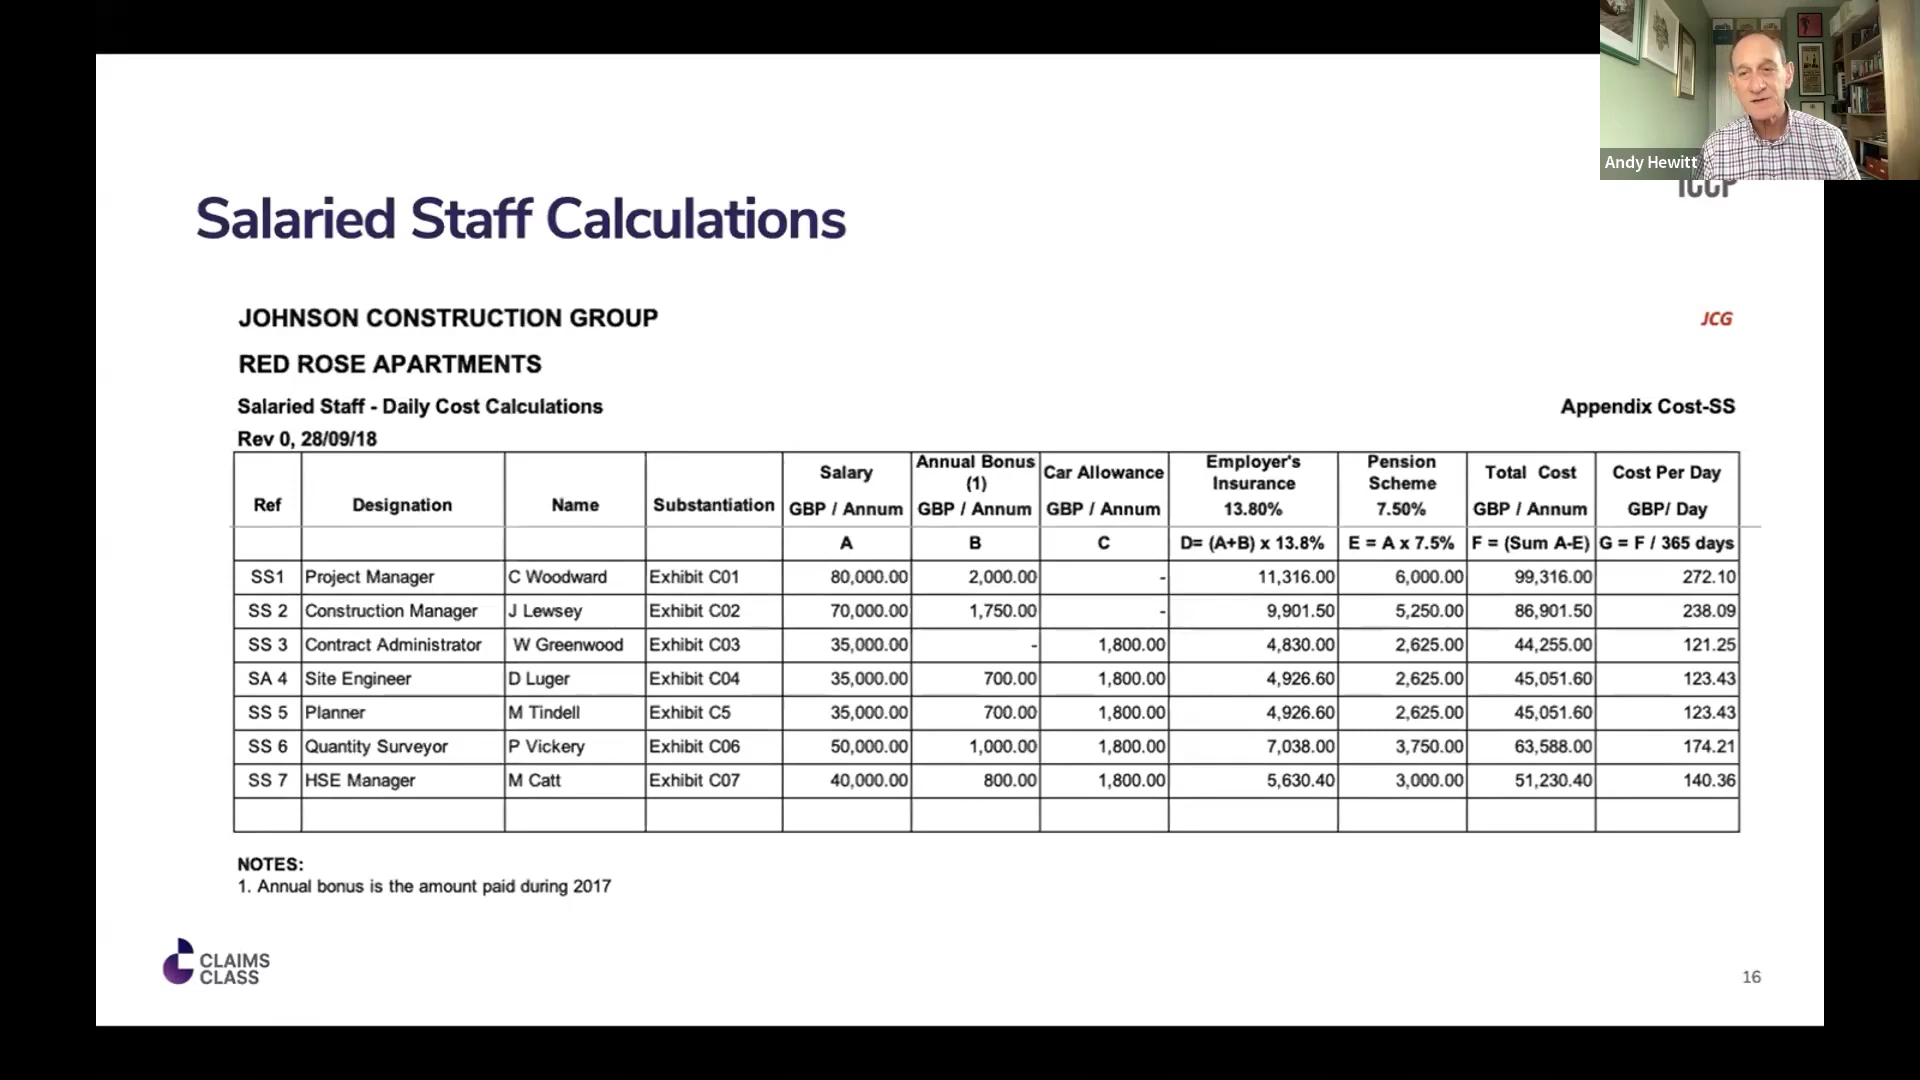 Andy Hewitt
Salaried Staff Calculations
JOHNSON CONSTRUCTION GROUP
JCG
RED ROSE APARTMENTS
Salaried Staff - Daily Cost Calculations
Appendix Cost-SS
Rev 0, 28/09/18
Ref Designation Name Substantiation Salary GBP / Annum Annual Bonus (1) GBP / Annum Car Allowance GBP / Annum Employer's Insurance 13.80% Pension Scheme 7.50% Total Cost GBP / Annum Cost Per Day GBP/ Day
A B C D= (A+B) x 13.8% E = A x 7.5% F = (Sum A-E) G = F / 365 days
SS1 Project Manager C Woodward Exhibit C01 80,000.00 2,000.00 - 11,316.00 6,000.00 99,316.00 272.10
SS 2 Construction Manager J Lewsey Exhibit C02 70,000.00 1,750.00 - 9,901.50 5,250.00 86,901.50 238.09
SS 3 Contract Administrator W Greenwood Exhibit C03 35,000.00 - 1,800.00 4,830.00 2,625.00 44,255.00 121.25
SA 4 Site Engineer D Luger Exhibit C04 35,000.00 700.00 1,800.00 4,926.60 2,625.00 45,051.60 123.43
SS 5 Planner M Tindell Exhibit C5 35,000.00 700.00 1,800.00 4,926.60 2,625.00 45,051.60 123.43
SS 6 Quantity Surveyor P Vickery Exhibit C06 50,000.00 1,000.00 1,800.00 7,038.00 3,750.00 63,588.00 174.21
SS 7 HSE Manager M Catt Exhibit C07 40,000.00 800.00 1,800.00 5,630.40 3,000.00 51,230.40 140.36
NOTES:
1. Annual bonus is the amount paid during 2017
CLAIMS
CLASS
16